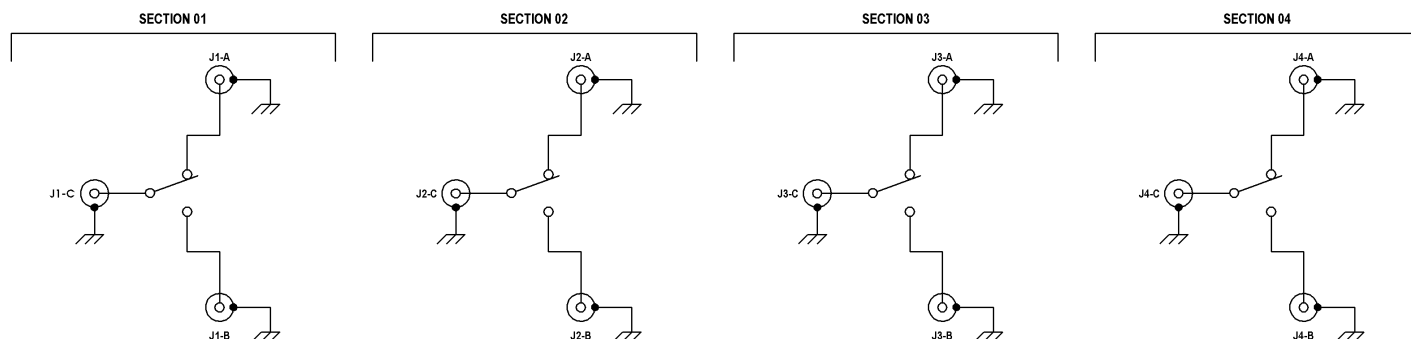 SECTION 01
SECTION 02
SECTION 03
SECTION 04
J1-A
J2-A
J3-A
J4-A
J1-C
J2-C
J3-C
J4-C
J1-B
J2-B
J3-B
J4-B